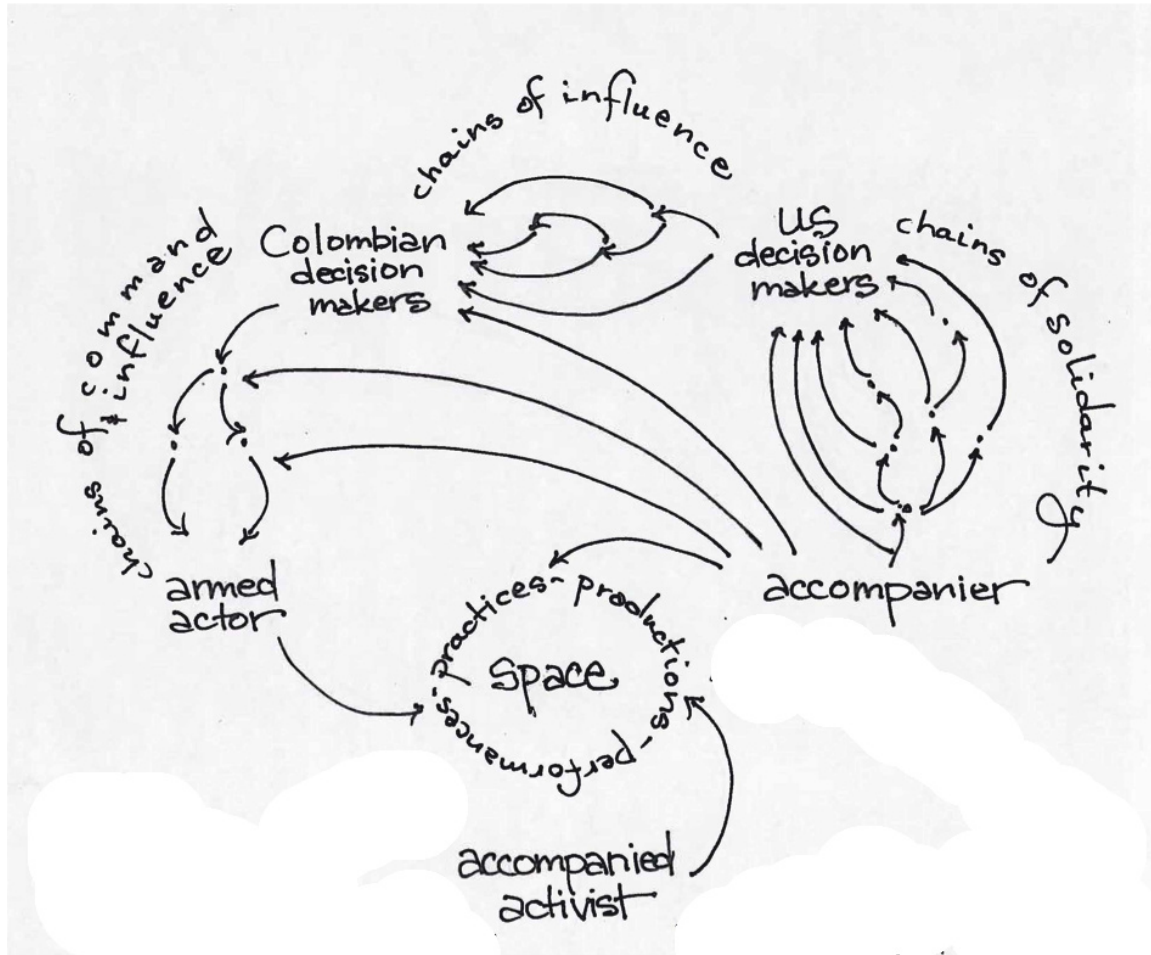 chains of influence
chains of command
& influence
Colombian
decision
makers
US
decision
makers
chains of solidarity
armed
actor
accompanier
practices - productions - performances -
space
accompanied
activist